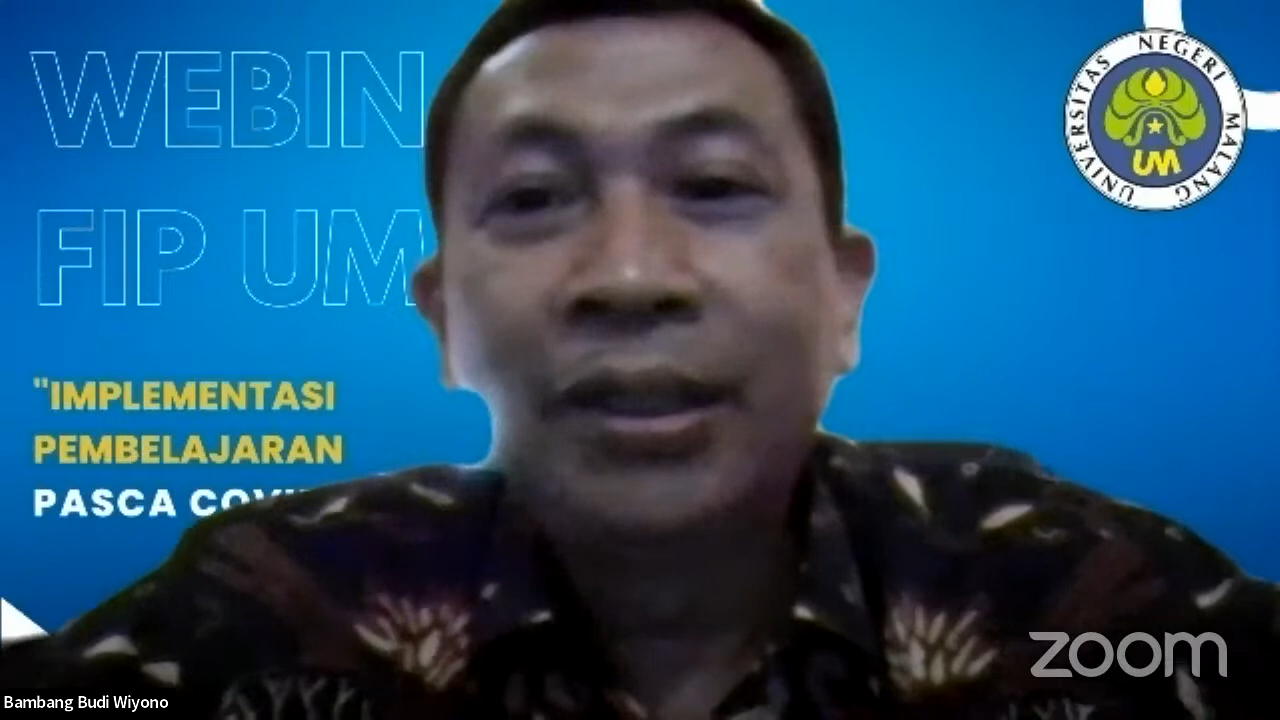 WEBIN
FIP UM
"IMPLEMENTASI
PEMBELAJARAN
PASCA
UNIVERSITAS NEGERI MALANG
UM
zoom
Bambang Budi Wiyono